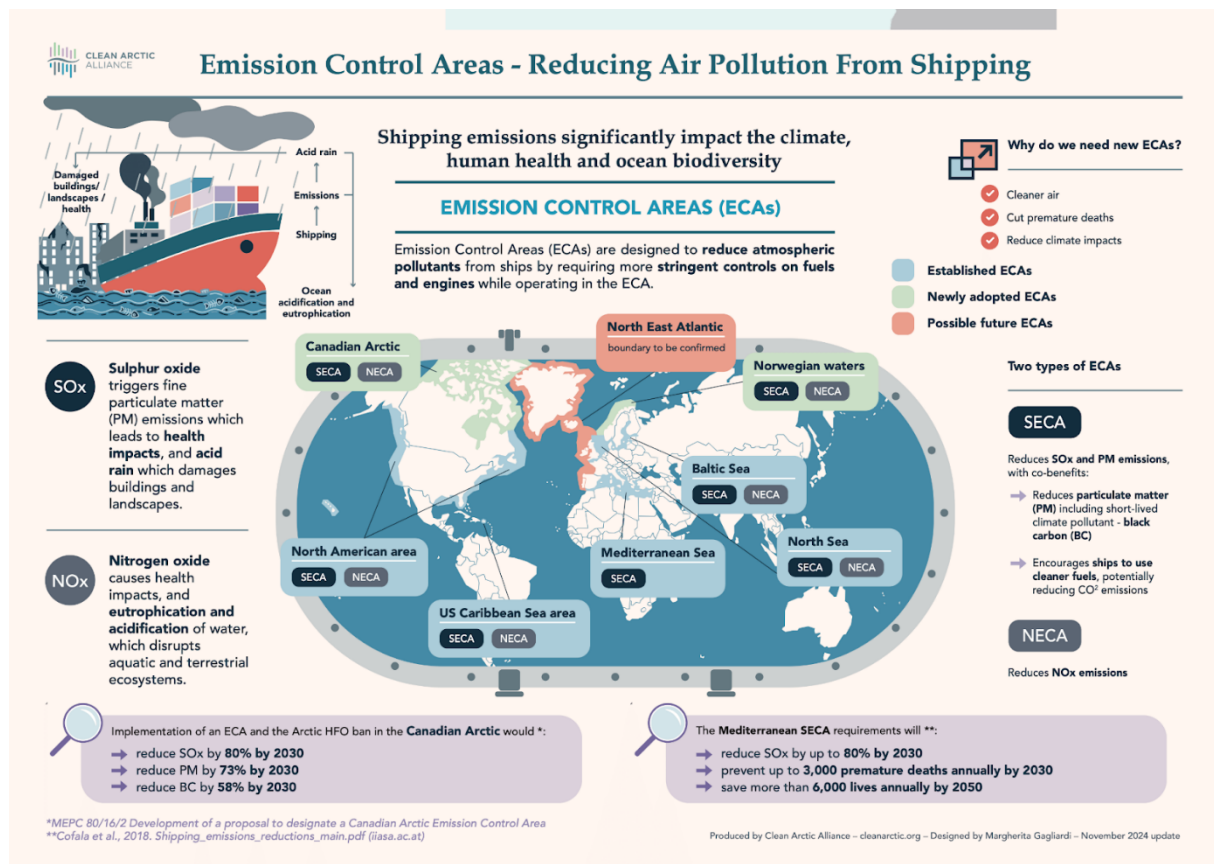 CLEAN ARCTIC
ALLIANCE
Emission Control Areas - Reducing Air Pollution From Shipping
Acid rain
Damaged
buildings/
landscapes /
health
Emissions
Shipping
Ocean
acidification and
eutrophication
Shipping emissions significantly impact the climate,
human health and ocean biodiversity
EMISSION CONTROL AREAS (ECAs)
Emission Control Areas (ECAs) are designed to reduce atmospheric
pollutants from ships by requiring more stringent controls on fuels
and engines while operating in the ECA.
Why do we need new ECAs?
Cleaner air
Cut premature deaths
Reduce climate impacts
Established ECAs
Newly adopted ECAs
Possible future ECAs
SOx
Sulphur oxide
triggers fine
particulate matter
(PM) emissions which
leads to health
impacts, and acid
rain which damages
buildings and
landscapes.
NOx
Nitrogen oxide
causes health
impacts, and
eutrophication and
acidification of water,
which disrupts
aquatic and terrestrial
ecosystems.
Canadian Arctic
SECA NECA
North East Atlantic
boundary to be confirmed
Norwegian waters
SECA NECA
Baltic Sea
SECA NECA
North American area
SECA NECA
Mediterranean Sea
SECA
North Sea
SECA NECA
US Caribbean Sea area
SECA NECA
Two types of ECAs
SECA
Reduces SOx and PM emissions,
with co-benefits:
Reduces particulate matter
(PM) including short-lived
climate pollutant - black
carbon (BC)
Encourages ships to use
cleaner fuels, potentially
reducing CO² emissions
NECA
Reduces NOx emissions
Implementation of an ECA and the Arctic HFO ban in the Canadian Arctic would *:
reduce SOx by 80% by 2030
reduce PM by 73% by 2030
reduce BC by 58% by 2030
The Mediterranean SECA requirements will **:
reduce SOx by up to 80% by 2030
prevent up to 3,000 premature deaths annually by 2030
save more than 6,000 lives annually by 2050
*MEPC 80/16/2 Development of a proposal to designate a Canadian Arctic Emission Control Area
**Cofala et al., 2018. Shipping_emissions_reductions_main.pdf (iiasa.ac.at)
Produced by Clean Arctic Alliance – cleanarctic.org – Designed by Margherita Gagliardi – November 2024 update